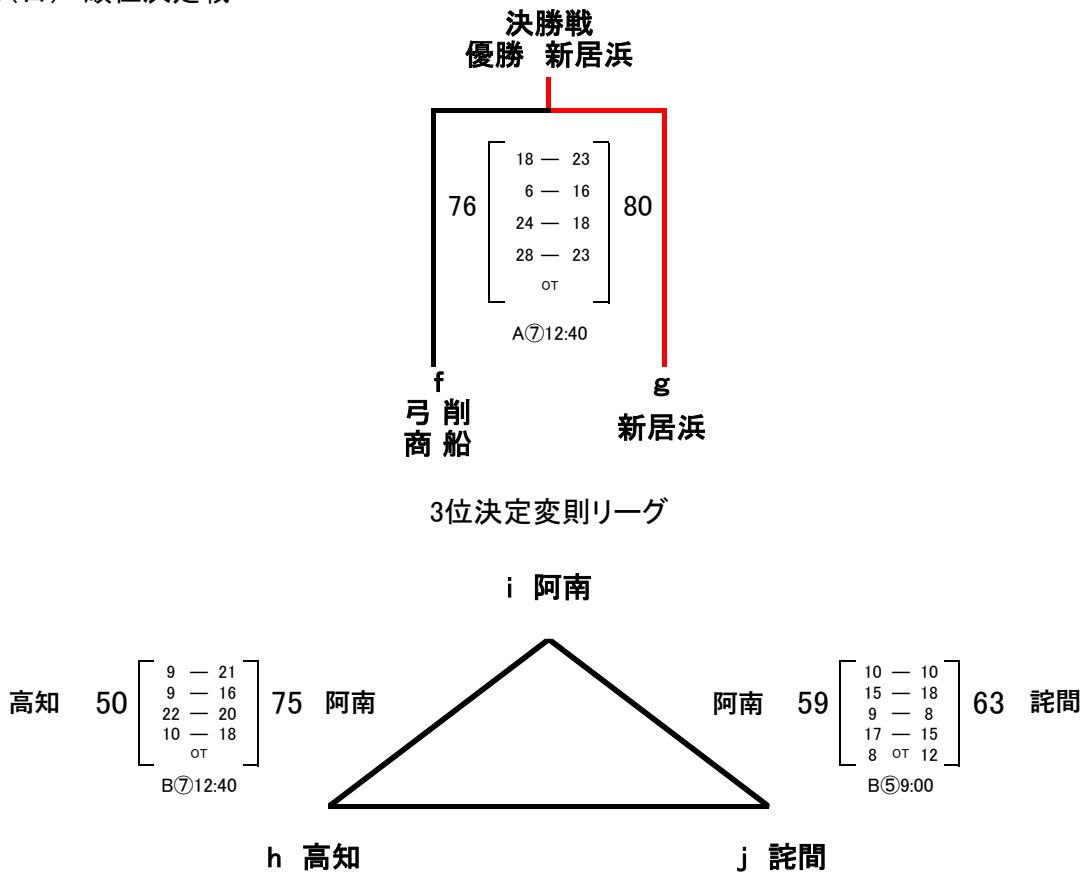 決勝戦
優勝 新居浜
18 ― 23
6 ― 16
76 80
24 ― 18
28 ― 23
OT
A⑦12:40
f g
弓 削
商 船
新居浜
3位決定変則リーグ
i 阿南
高知 50 75 阿南
9 ― 21
9 ― 16
22 ― 20
10 ― 18
OT
B⑦12:40
阿南 59 63 詫間
10 ― 10
15 ― 18
9 ― 8
17 ― 15
8 OT 12
B⑤9:00
h 高知 j 詫間